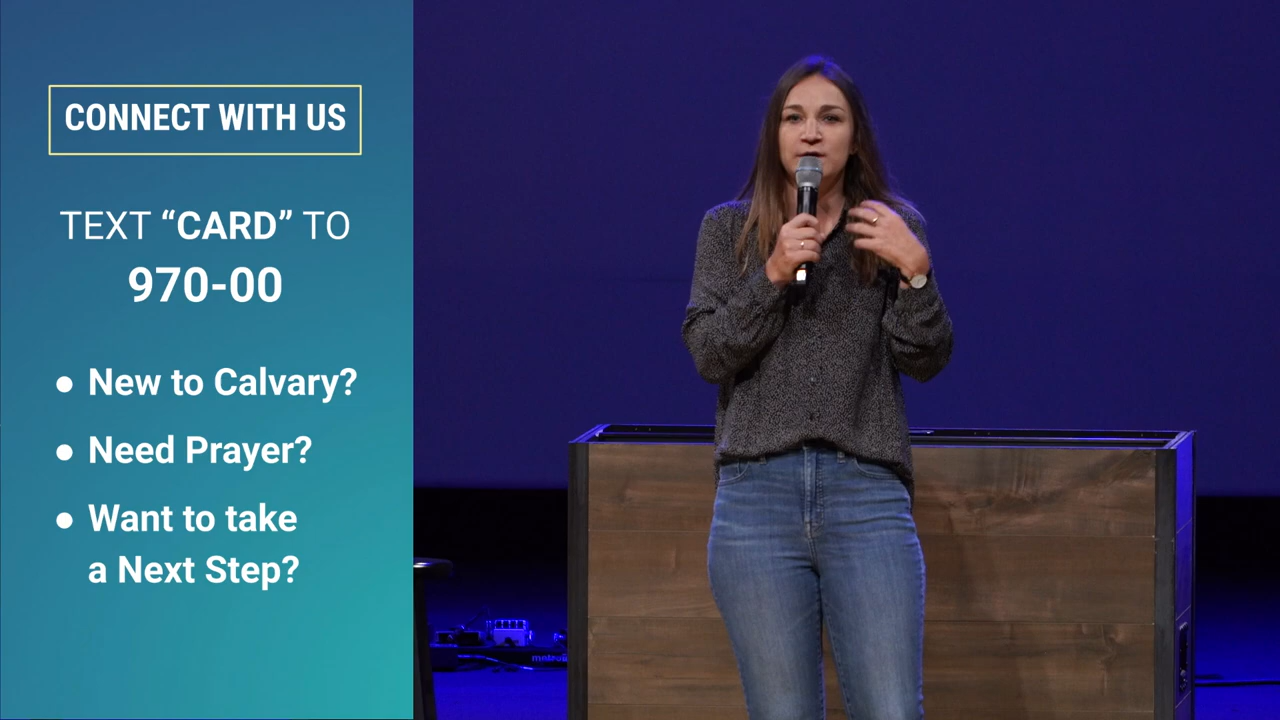 CONNECT WITH US
TEXT “CARD” TO
970-00
● New to Calvary?
● Need Prayer?
● Want to take
a Next Step?